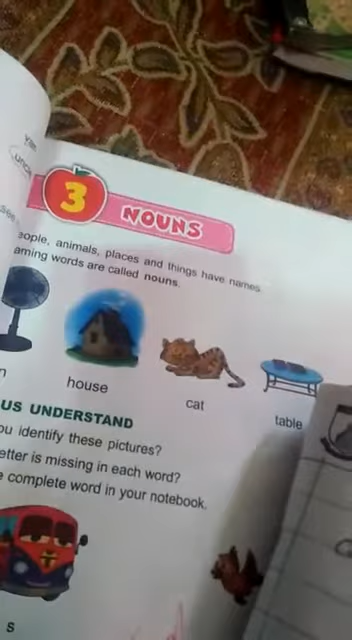 3
NOUNS
eople, animals, places and things have names
aming words are called nouns.
n
house
cat
table
US UNDERSTAND
ou identify these pictures?
etter is missing in each word?
e complete word in your notebook.
s